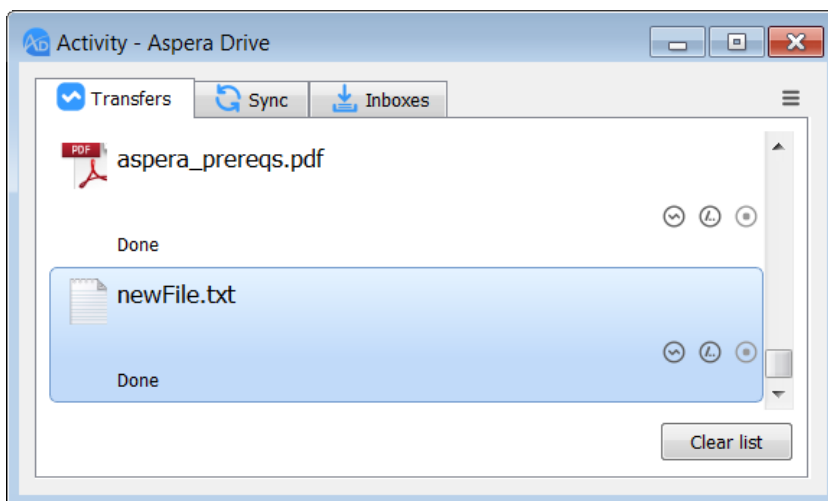 Activity - Aspera Drive
Transfers Sync Inboxes
PDF
aspera_prereqs.pdf
Done
newFile.txt
Done
Clear list